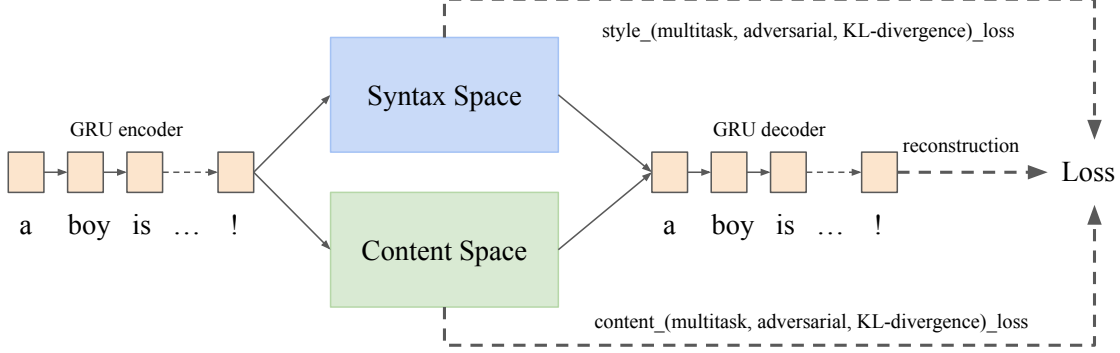 style_(multitask, adversarial, KL-divergence)_loss
Syntax Space
GRU encoder
GRU decoder
reconstruction
Loss
a boy is … !
a boy is … !
Content Space
content_(multitask, adversarial, KL-divergence)_loss